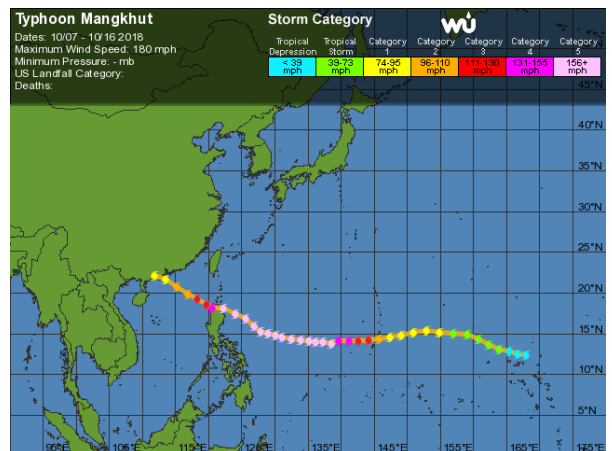 Typhoon Mangkhut
Dates: 10/07 - 10/16 2018
Maximum Wind Speed: 180 mph
Minimum Pressure: - mb
US Landfall Category:
Deaths:
Storm Category
wu
Tropical Depression
Tropical Storm
Category 1
Category 2
Category 3
Category 4
Category 5
< 39 mph
39-73 mph
74-95 mph
96-110 mph
111-130 mph
131-155 mph
156+ mph
45°N
40°N
35°N
30°N
25°N
20°N
15°N
10°N
5°N
95°E
105°E
115°E
125°E
135°E
145°E
155°E
165°E
175°E